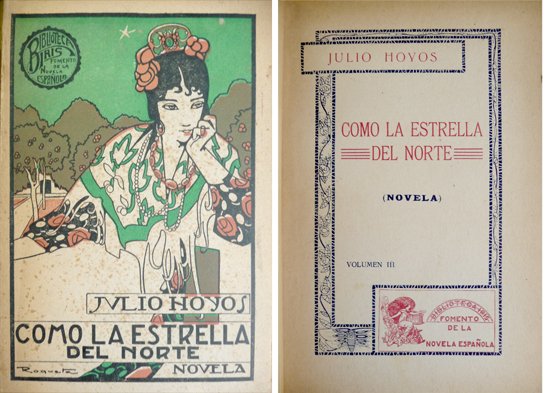 BIBLIOTECA
IRIS
FOMENTO
DE LA
NOVELA
ESPAÑOLA
JULIO HOYOS
COMO LA ESTRELLA
DEL NORTE
NOVELA
Roquet
JULIO HOYOS
COMO LA ESTRELLA
DEL NORTE
(NOVELA)
VOLUMEN III
BIBLIOTECA-IRIS
FOMENTO
DE LA
NOVELA ESPAÑOLA